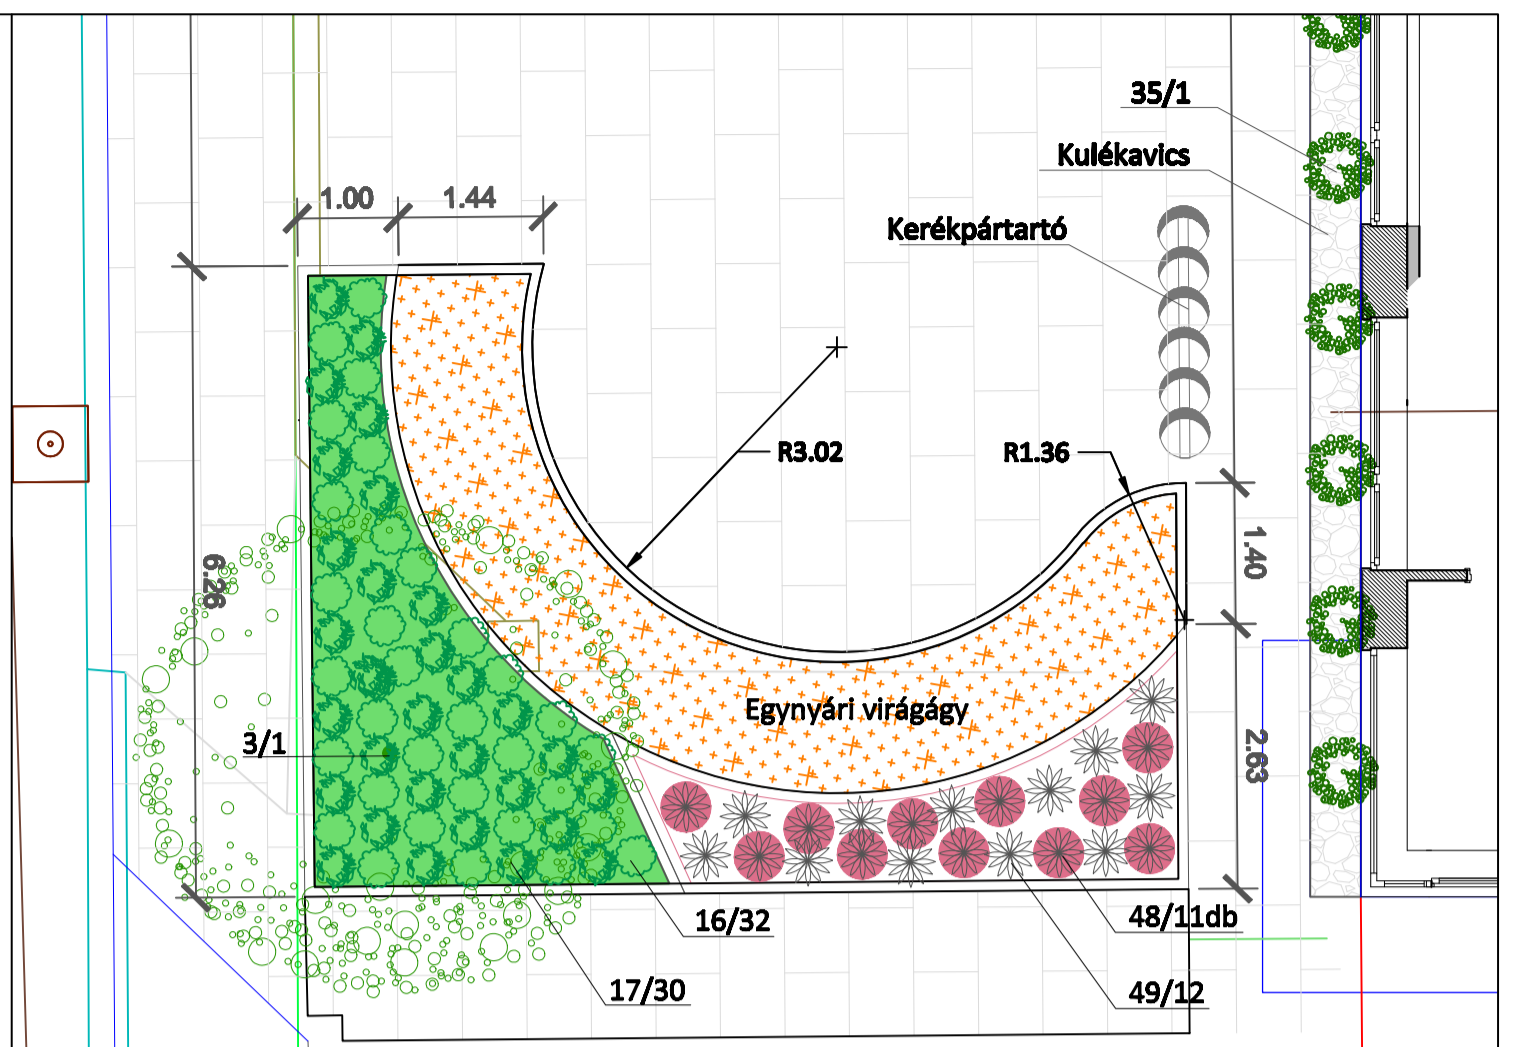 35/1
Kulékavics
1.00
1.44
Kerékpártartó
R3.02
R1.36
1.40
6.26
Egynyári virágágy
2.63
3/1
16/32
48/11db
17/30
49/12